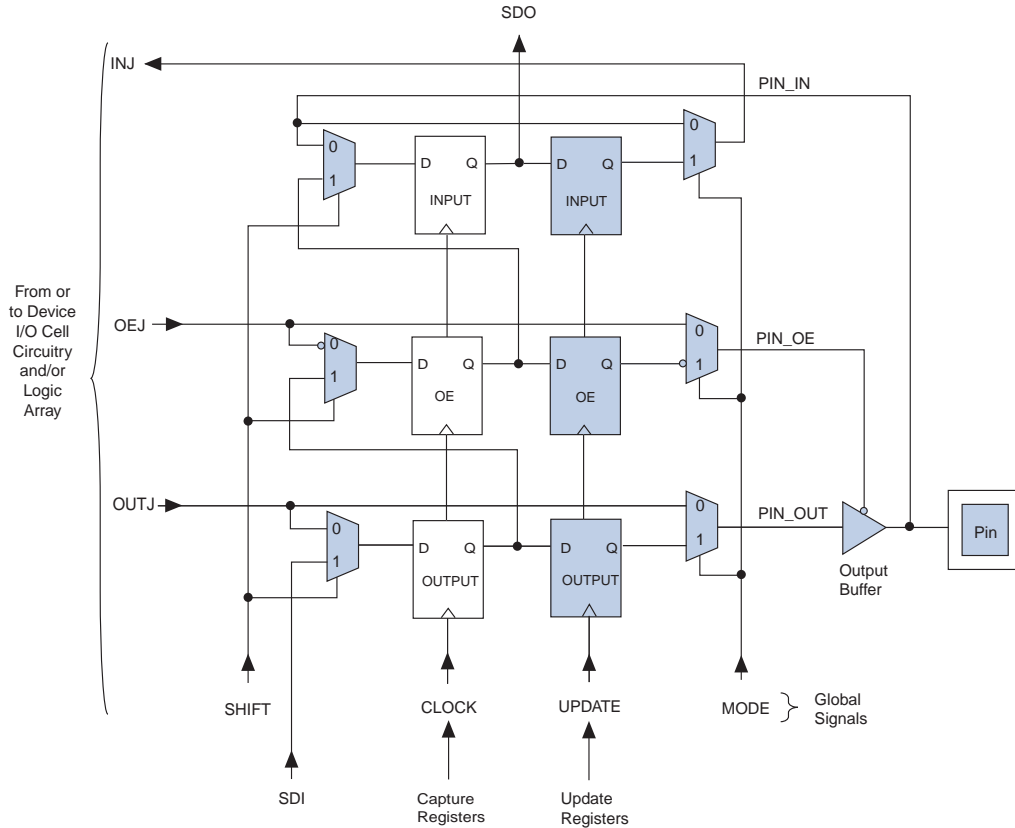 SDO
INJ
PIN_IN
0
0
1
1
D Q
D Q
INPUT
INPUT
From or
to Device
I/O Cell
Circuitry
and/or
Logic
Array
OEJ
0
0
1
1
PIN_OE
D Q
D Q
OE
OE
OUTJ
0
0
1
1
PIN_OUT
D Q
D Q
OUTPUT
OUTPUT
Pin
Output
Buffer
SHIFT
CLOCK
UPDATE
MODE
Global
Signals
SDI
Capture
Registers
Update
Registers